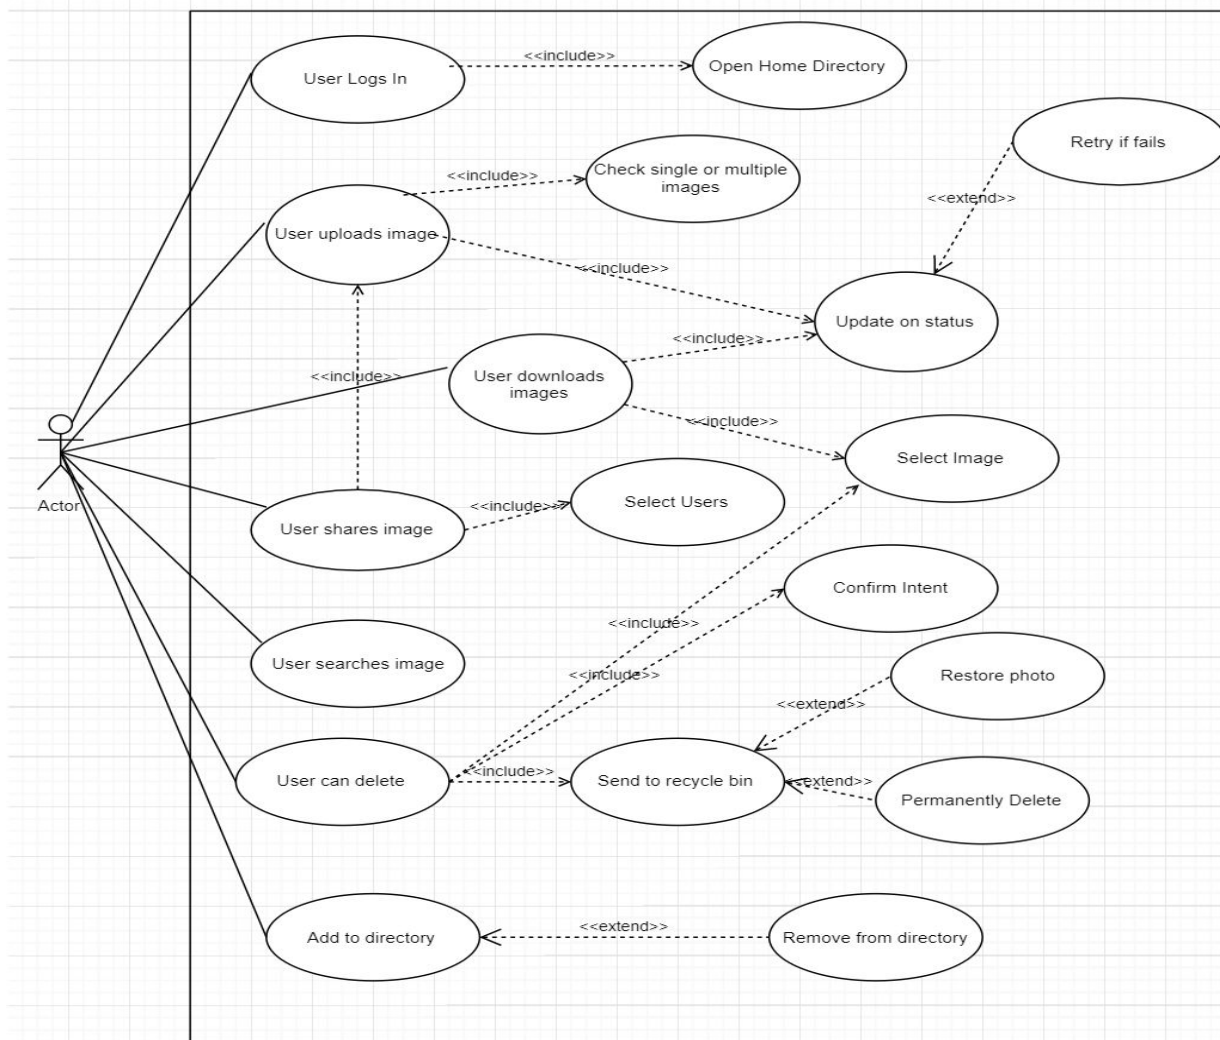 <<include>>
User Logs In
Open Home Directory
Retry if fails
<<include>>
Check single or multiple
images
<<extend>>
User uploads image
<<include>>
Update on status
<<include>>
<<include>>
User downloads
images
<<include>>
Select Image
Actor
User shares image
<<include>>
Select Users
Confirm Intent
<<include>>
User searches image
<<include>>
Restore photo
<<extend>>
User can delete
<<include>>
Send to recycle bin
<<extend>>
Permanently Delete
Add to directory
<<extend>>
Remove from directory